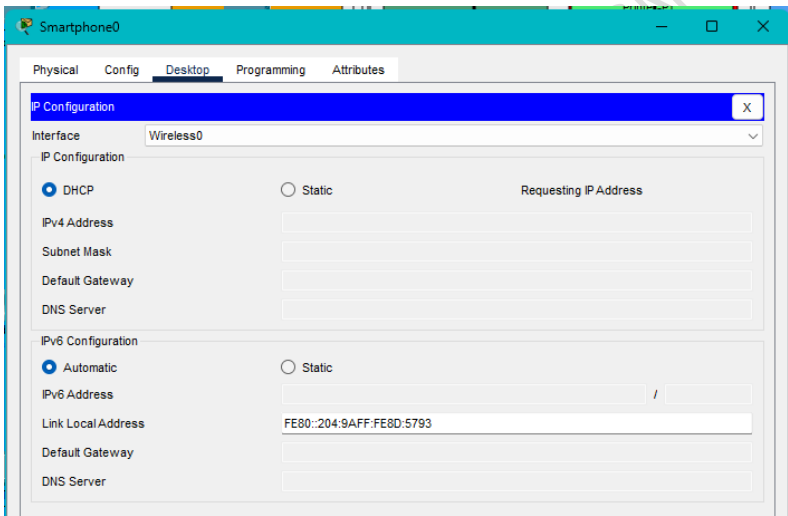 Smartphone0
Physical Config Desktop Programming Attributes
IP Configuration X
Interface Wireless0
IP Configuration
DHCP Static Requesting IP Address
IPv4 Address
Subnet Mask
Default Gateway
DNS Server
IPv6 Configuration
Automatic Static
IPv6 Address /
Link Local Address FE80::204:9AFF:FE8D:5793
Default Gateway
DNS Server